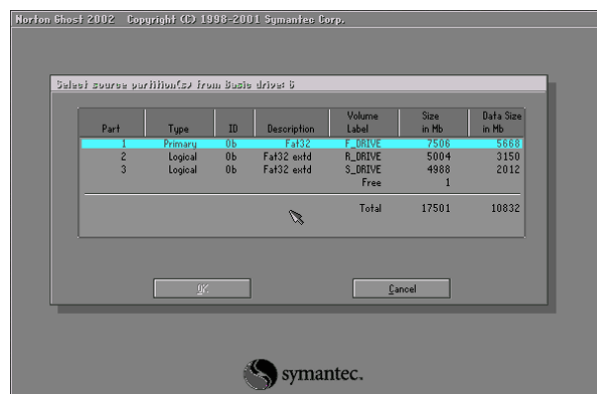 Norton Ghost 2002 Copyright (C) 1998-2001 Symantec Corp.
Select source partition(s) from Basic drive: 6
Part Type ID Description Volume Label Size in Mb Data Size in Mb
1 Primary 0b Fat32 F_DRIVE 7506 5668
2 Logical 0b Fat32 extd R_DRIVE 5004 3150
3 Logical 0b Fat32 extd S_DRIVE 4988 2012
Free 1
Total 17501 10832
OK Cancel
symantec.